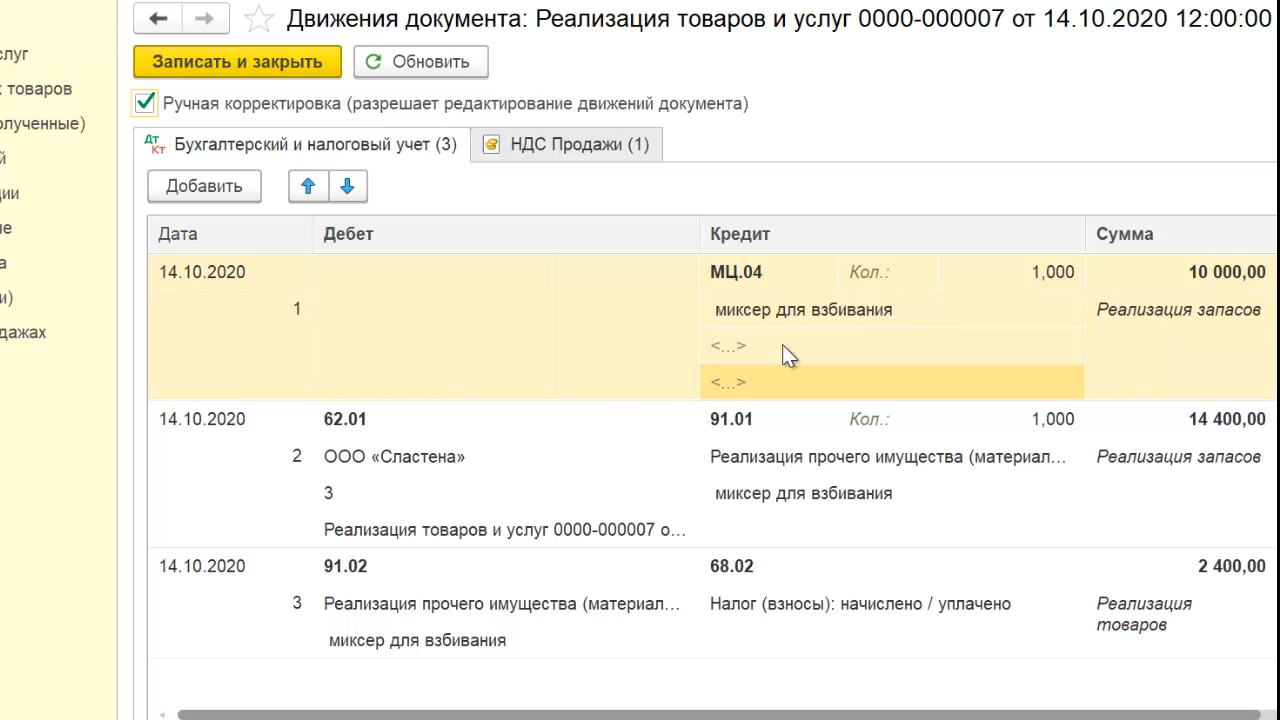 Движения документа: Реализация товаров и услуг 0000-000007 от 14.10.2020 12:00:00
Записать и закрыть Обновить
Ручная корректировка (разрешает редактирование движений документа)
Дт Кт Бухгалтерский и налоговый учет (3) НДС Продажи (1)
Добавить
слуг
х товаров
олученные)
й
ции
ые
а
и)
дажах
Дата Дебет Кредит Сумма
14.10.2020 МЦ.04 Кол.: 1,000 10 000,00
1 миксер для взбивания Реализация запасов
<...>
<...>
14.10.2020 62.01 91.01 Кол.: 1,000 14 400,00
2 ООО «Сластена» Реализация прочего имущества (материал... Реализация запасов
3 миксер для взбивания
Реализация товаров и услуг 0000-000007 о...
14.10.2020 91.02 68.02 2 400,00
3 Реализация прочего имущества (материал... Налог (взносы): начислено / уплачено Реализация
миксер для взбивания товаров